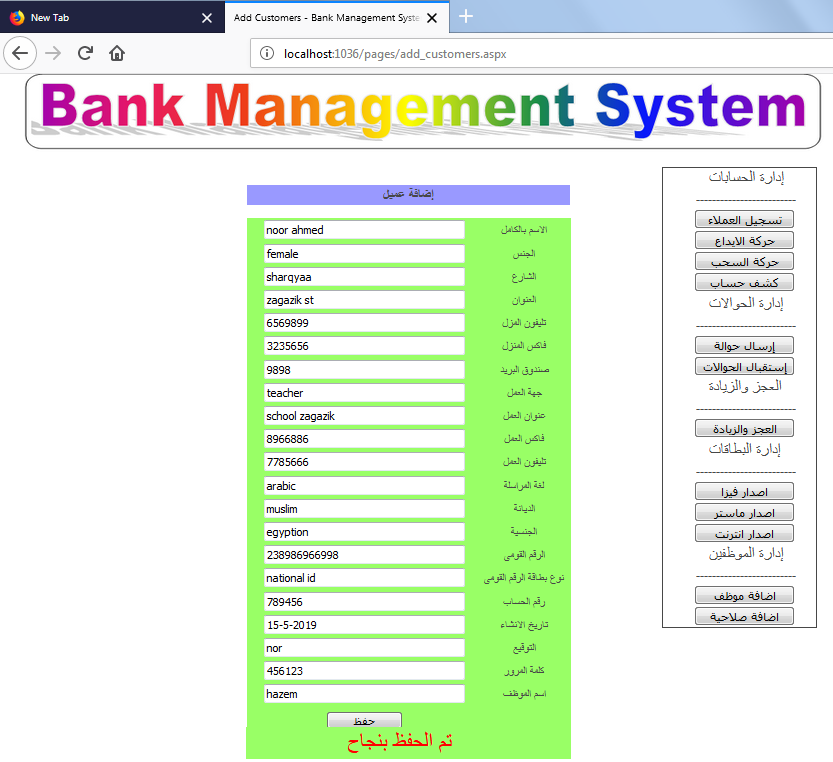 New Tab
Add Customers - Bank Management Syste
localhost:1036/pages/add_customers.aspx
Bank Management System
إضافة عميل
الاسم بالكامل noor ahmed
الجنس female
الشارع sharqyaa
العنوان zagazik st
تليفون المزل 6569899
فاكس المنزل 3235656
صندوق البريد 9898
جهة العمل teacher
عنوان العمل school zagazik
فاكس العمل 8966886
تليفون العمل 7785666
لغة المراسلة arabic
الديانة muslim
الجنسية egyption
الرقم القومى 238986966998
نوع بطاقة الرقم القومى national id
رقم الحساب 789456
تاريخ الانشاء 15-5-2019
التوقيع nor
كلمة المرور 456123
اسم الموظف hazem
حفظ
تم الحفظ بنجاح
إدارة الحسابات
-------------------------
تسجيل العملاء
حركة الايداع
حركة السحب
كشف حساب
إدارة الحوالات
-------------------------
إرسال حوالة
إستقبال الحوالات
العجز والزيادة
-------------------------
العجز والزيادة
إدارة البطاقات
-------------------------
اصدار فيزا
اصدار ماستر
اصدار انترنت
إدارة الموظفين
-------------------------
اضافة موظف
اضافة صلاحية